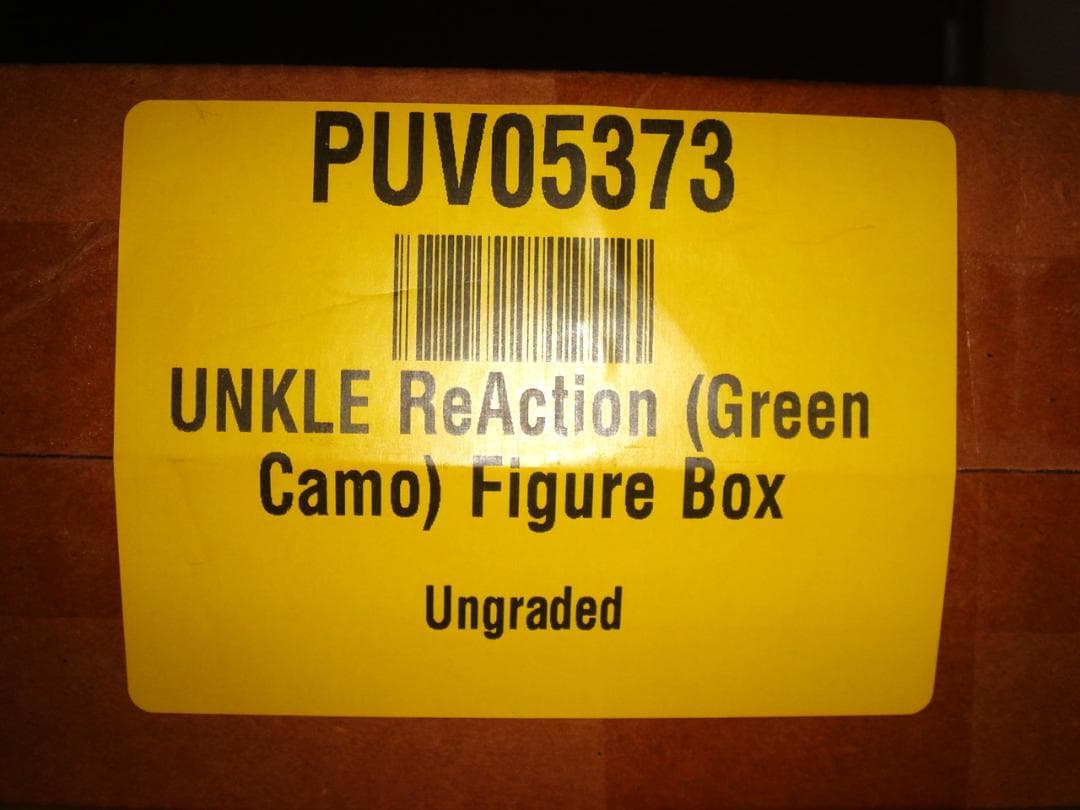 PUV05373
UNKLE ReAction (Green
Camo) Figure Box
Ungraded